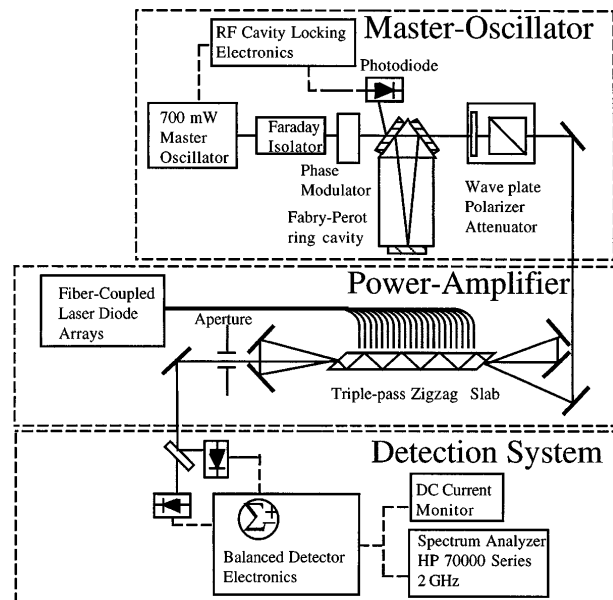 Master-Oscillator
RF Cavity Locking
Electronics
Photodiode
700 mW
Master
Oscillator
Faraday
Isolator
Phase
Modulator
Fabry-Perot
ring cavity
Wave plate
Polarizer
Attenuator
Power-Amplifier
Fiber-Coupled
Laser Diode
Arrays
Aperture
Triple-pass Zigzag Slab
Detection System
DC Current
Monitor
Σ + −
Balanced Detector
Electronics
Spectrum Analyzer
HP 70000 Series
2 GHz